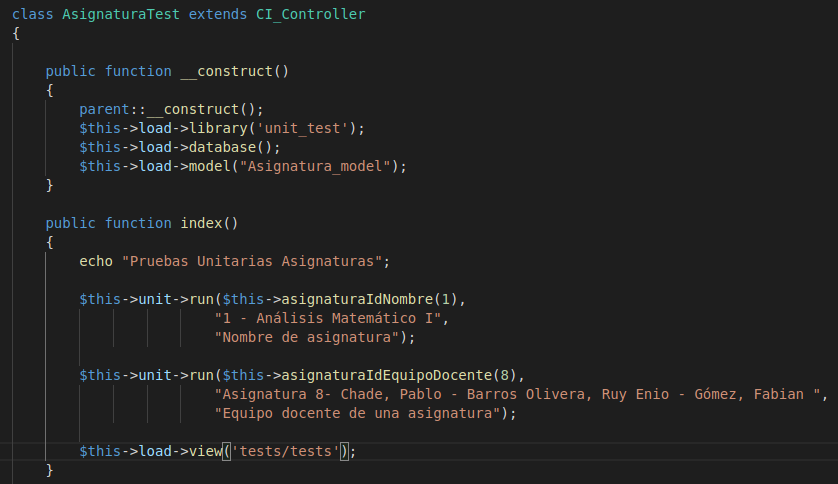 class AsignaturaTest extends CI_Controller
{
public function __construct()
{
parent::__construct();
$this->load->library('unit_test');
$this->load->database();
$this->load->model("Asignatura_model");
}
public function index()
{
echo "Pruebas Unitarias Asignaturas";
$this->unit->run($this->asignaturaIdNombre(1),
"1 - Análisis Matemático I",
"Nombre de asignatura");
$this->unit->run($this->asignaturaIdEquipoDocente(8),
"Asignatura 8- Chade, Pablo - Barros Olivera, Ruy Enio - Gómez, Fabian ",
"Equipo docente de una asignatura");
$this->load->view('tests/tests');
}